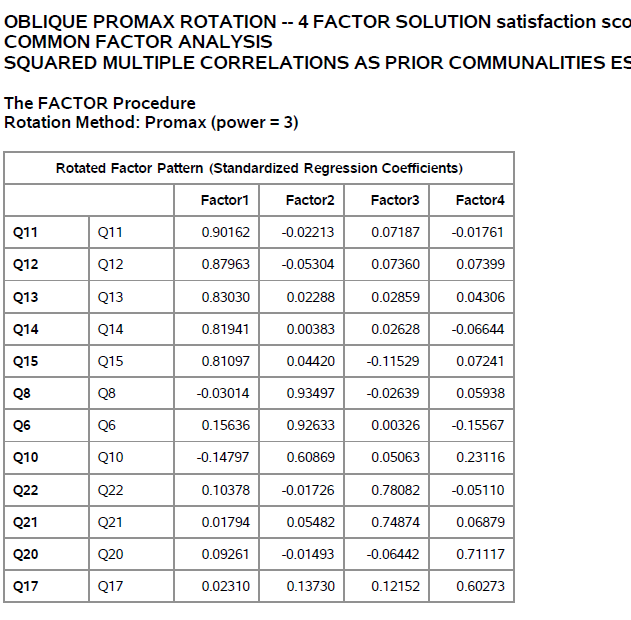 OBLIQUE PROMAX ROTATION -- 4 FACTOR SOLUTION satisfaction sco
COMMON FACTOR ANALYSIS
SQUARED MULTIPLE CORRELATIONS AS PRIOR COMMUNALITIES ES
The FACTOR Procedure
Rotation Method: Promax (power = 3)
Rotated Factor Pattern (Standardized Regression Coefficients)
Factor1 Factor2 Factor3 Factor4
Q11 Q11 0.90162 -0.02213 0.07187 -0.01761
Q12 Q12 0.87963 -0.05304 0.07360 0.07399
Q13 Q13 0.83030 0.02288 0.02859 0.04306
Q14 Q14 0.81941 0.00383 0.02628 -0.06644
Q15 Q15 0.81097 0.04420 -0.11529 0.07241
Q8 Q8 -0.03014 0.93497 -0.02639 0.05938
Q6 Q6 0.15636 0.92633 0.00326 -0.15567
Q10 Q10 -0.14797 0.60869 0.05063 0.23116
Q22 Q22 0.10378 -0.01726 0.78082 -0.05110
Q21 Q21 0.01794 0.05482 0.74874 0.06879
Q20 Q20 0.09261 -0.01493 -0.06442 0.71117
Q17 Q17 0.02310 0.13730 0.12152 0.60273